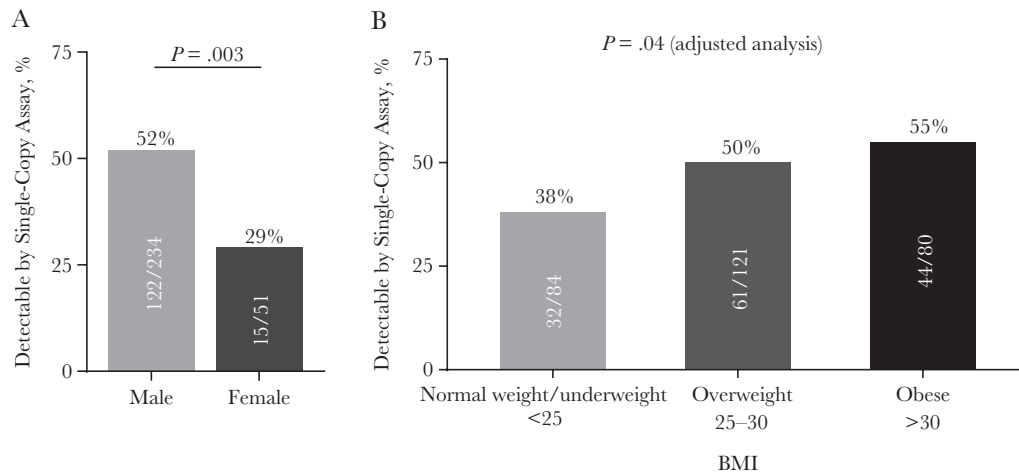 A
Detectable by Single-Copy Assay, %
75
50
25
0
P = .003
52%
29%
122/234
15/51
Male
Female
B
Detectable by Single-Copy Assay, %
75
50
25
0
P = .04 (adjusted analysis)
38%
50%
55%
32/84
61/121
44/80
Normal weight/underweight
<25
Overweight
25–30
Obese
>30
BMI